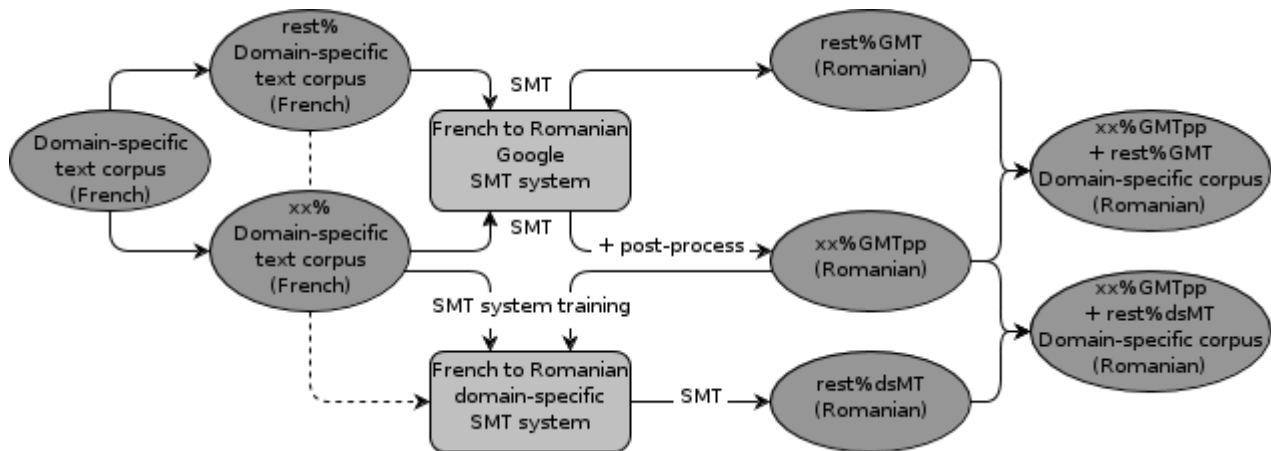 rest%
Domain-specific
text corpus
(French)
Domain-specific
text corpus
(French)
xx%
Domain-specific
text corpus
(French)
SMT
French to Romanian
Google
SMT system
SMT
+ post-process
SMT system training
French to Romanian
domain-specific
SMT system
SMT
rest%GMT
(Romanian)
xx%GMTpp
(Romanian)
rest%dsMT
(Romanian)
xx%GMTpp
+ rest%GMT
Domain-specific corpus
(Romanian)
xx%GMTpp
+ rest%dsMT
Domain-specific corpus
(Romanian)